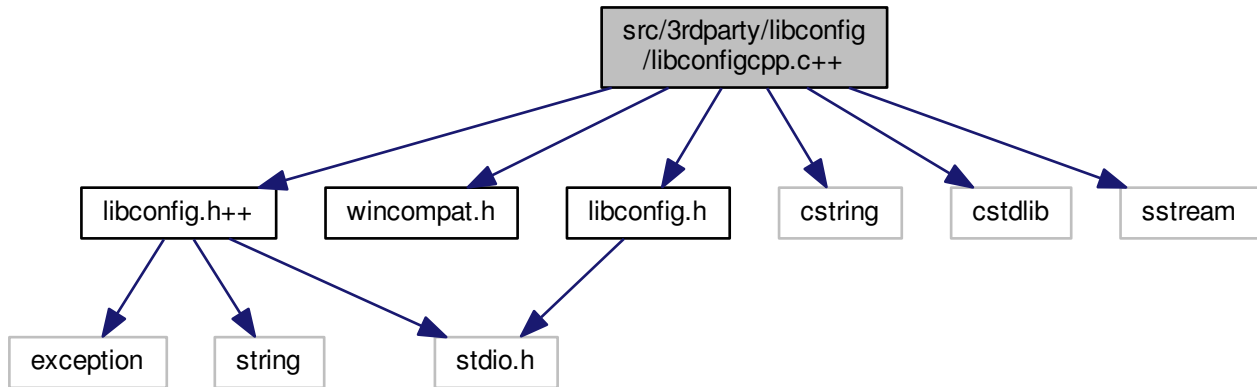 src/3rdparty/libconfig
/libconfigcpp.c++
libconfig.h++
wincompat.h
libconfig.h
cstring
cstdlib
sstream
exception
string
stdio.h